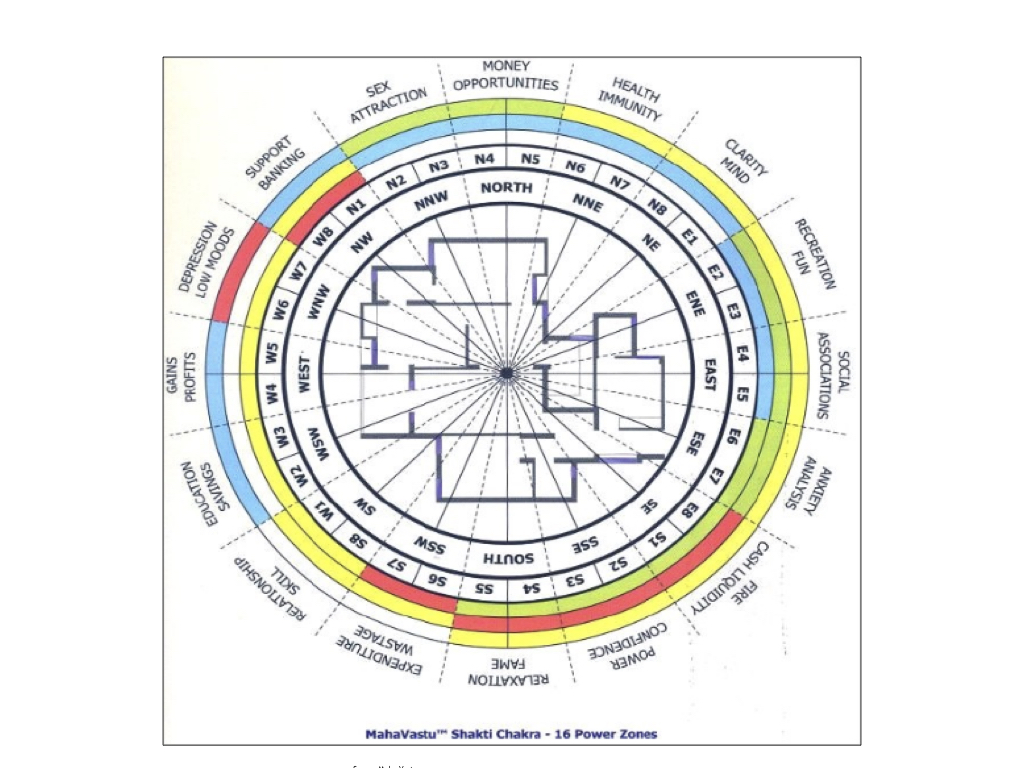 MONEY
OPPORTUNITIES
HEALTH
IMMUNITY
CLARITY
MIND
RECREATION
FUN
SOCIAL
ASSOCIATIONS
ANXIETY
ANALYSIS
FIRE
CASH LIQUIDITY
POWER
CONFIDENCE
RELAXATION
FAME
EXPENDITURE
WASTAGE
RELATIONSHIP
SKILL
EDUCATION
SAVINGS
GAINS
PROFITS
DEPRESSION
LOW MOODS
SUPPORT
BANKING
SEX
ATTRACTION
N1
N2
N3
N4
N5
N6
N7
N8
E1
E2
E3
E4
E5
E6
E7
E8
S1
S2
S3
S4
S5
S6
S7
S8
W1
W2
W3
W4
W5
W6
W7
W8
NORTH
NNE
NE
ENE
EAST
ESE
SE
SSE
SOUTH
SSW
SW
WSW
WEST
WNW
NW
NNW
MahaVastu™ Shakti Chakra - 16 Power Zones